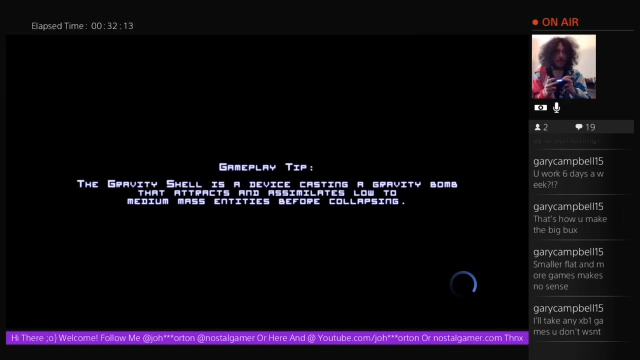 Elapsed Time: 00:32:13
ON AIR
Gameplay Tip:
The Gravity Shell is a device casting a gravity bomb
that attracts and assimilates low to
medium mass entities before collapsing.
2
19
garycampbell15
U work 6 days a w
eek?!?
garycampbell15
That's how u make
the big bux
garycampbell15
Smaller flat and m
ore games makes
no sense
garycampbell15
I'll take any xb1 ga
mes u don't wsnt
Hi There ;o) Welcome! Follow Me @joh***orton @nostalgamer Or Here And @ Youtube.com/joh***orton Or nostalgamer.com Thnx